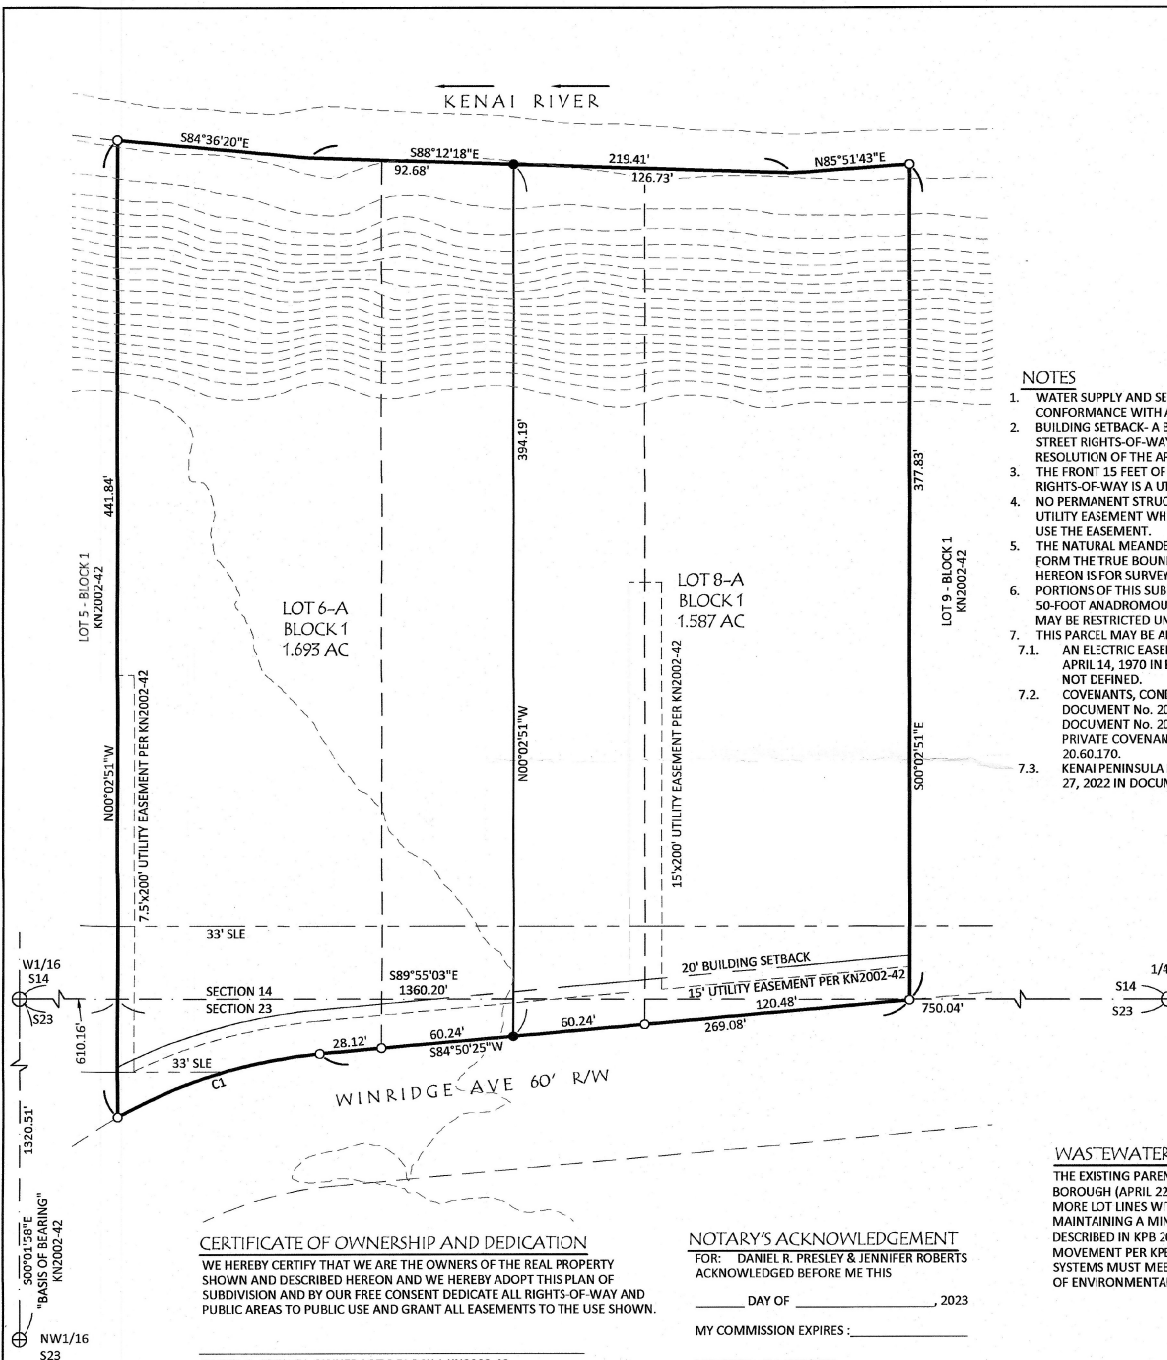 KENAI RIVER
S84°36'20"E
S88°12'18"E
92.68'
219.41'
126.73'
N85°51'43"E
441.84'
394.19'
377.83'
LOT 5 - BLOCK 1
KN2002-42
LOT 6-A
BLOCK 1
1.693 AC
LOT 8-A
BLOCK 1
1.587 AC
LOT 9 - BLOCK 1
KN2002-42
N00°02'51"W
7.5'x200' UTILITY EASEMENT PER KN2002-42
N00°02'51"W
15'x200' UTILITY EASEMENT PER KN2002-42
S00°02'51"E
33' SLE
W1/16
S14
S23
610.16'
SECTION 14
SECTION 23
S89°55'03"E
1360.20'
20' BUILDING SETBACK
15' UTILITY EASEMENT PER KN2002-42
120.48'
269.08'
750.04'
1/4
S14
S23
33' SLE
C1
28.12'
60.24'
S84°50'25"W
60.24'
WINRIDGE AVE 60' R/W
1320.51'
S00°01'58"E
"BASIS OF BEARING"
KN2002-42
NW1/16
S23
NOTES
1. WATER SUPPLY AND SE
CONFORMANCE WITH A
2. BUILDING SETBACK- A
STREET RIGHTS-OF-WAY
RESOLUTION OF THE AP
3. THE FRONT 15 FEET OF
RIGHTS-OF-WAY IS A UT
4. NO PERMANENT STRUC
UTILITY EASEMENT WH
USE THE EASEMENT.
5. THE NATURAL MEANDE
FORM THE TRUE BOUN
HEREON IS FOR SURVEY
6. PORTIONS OF THIS SUB
50-FOOT ANADROMOU
MAY BE RESTRICTED UN
7. THIS PARCEL MAY BE A
7.1. AN ELECTRIC EASE
APRIL 14, 1970 IN
NOT DEFINED.
7.2. COVENANTS, CON
DOCUMENT No. 20
DOCUMENT No. 20
PRIVATE COVENAN
20.60.170.
7.3. KENAI PENINSULA
27, 2022 IN DOCU
WASTEWATER
THE EXISTING PAREN
BOROUGH (APRIL 22
MORE LOT LINES W
MAINTAINING A MIN
DESCRIBED IN KPB 2
MOVEMENT PER KPB
SYSTEMS MUST MEE
OF ENVIRONMENTA
CERTIFICATE OF OWNERSHIP AND DEDICATION
WE HEREBY CERTIFY THAT WE ARE THE OWNERS OF THE REAL PROPERTY
SHOWN AND DESCRIBED HEREON AND WE HEREBY ADOPT THIS PLAN OF
SUBDIVISION AND BY OUR FREE CONSENT DEDICATE ALL RIGHTS-OF-WAY AND
PUBLIC AREAS TO PUBLIC USE AND GRANT ALL EASEMENTS TO THE USE SHOWN.
NOTARY'S ACKNOWLEDGEMENT
FOR: DANIEL R. PRESLEY & JENNIFER ROBERTS
ACKNOWLEDGED BEFORE ME THIS
______ DAY OF ________________, 2023
MY COMMISSION EXPIRES :______________